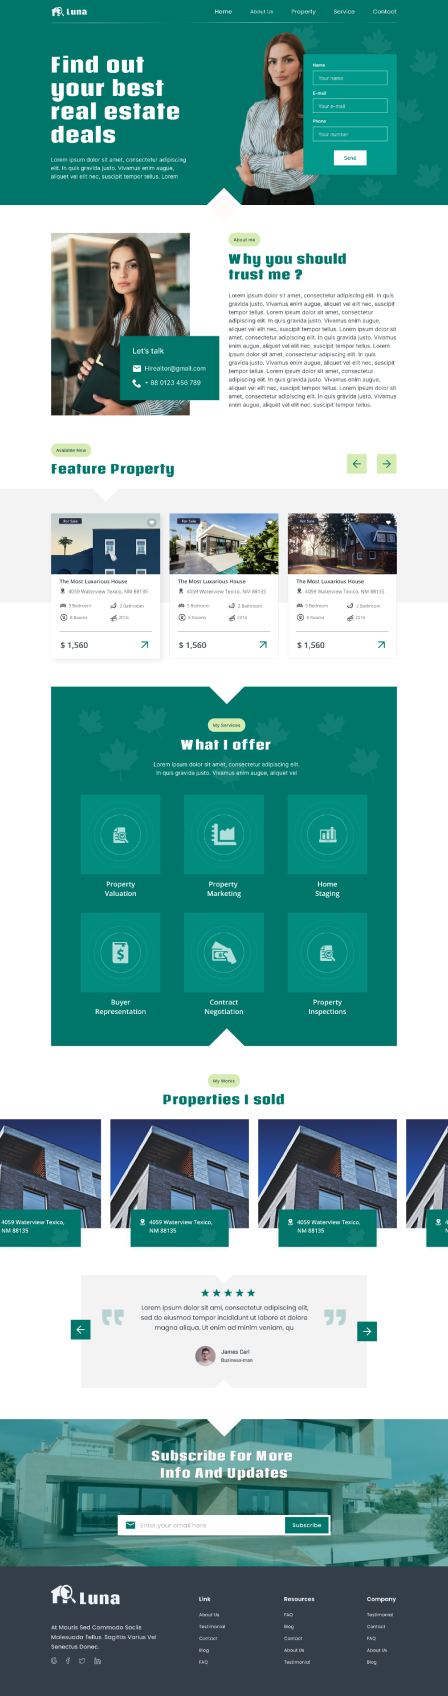 Luna
Home About Us Property Service Contact
Find out
your best
real estate
deals
Lorem ipsum dolor sit amet, consectetur adipiscing
elit. In quis gravida justo. Vivamus enim augue,
aliquet vel elit nec, suscipit tempor tellus. Lorem
Name
Your name
E-mail
Your e-mail
Phone
Your number
Send
Let's talk
Hirealtor@gmail.com
+ 88 0123 456 789
About me
Why you should
trust me ?
Lorem ipsum dolor sit amet, consectetur adipiscing elit. In quis
gravida justo. Vivamus enim augue, aliquet vel elit nec, suscipit
tempor tellus. Lorem ipsum dolor sit amet, consectetur
adipiscing elit. In quis gravida justo. Vivamus enim augue,
aliquet vel elit nec, suscipit tempor tellus. Lorem ipsum dolor sit
amet, consectetur adipiscing elit. In quis gravida justo. Vivamus
enim augue, aliquet vel elit nec, suscipit tempor tellus. Lorem
ipsum dolor sit amet, consectetur adipiscing elit. In quis
gravida justo. Vivamus enim augue, aliquet vel elit nec, suscipit
tempor tellus. Lorem ipsum dolor sit amet, consectetur
adipiscing elit. In quis gravida justo. Vivamus enim augue,
aliquet vel elit nec, suscipit tempor tellus. Lorem ipsum dolor sit
amet, consectetur adipiscing elit. In quis gravida justo. Vivamus
enim augue, aliquet vel elit nec, suscipit tempor tellus.
Available Now
Feature Property
For Sale
The Most Luxurious House
4059 Waterview Texico, NM 88135
3 Bedroom 2 Bathroom
8 Rooms 2016
$ 1,560
For Sale
The Most Luxurious House
4059 Waterview Texico, NM 88135
3 Bedroom 2 Bathroom
8 Rooms 2016
$ 1,560
For Sale
The Most Luxurious House
4059 Waterview Texico, NM 88135
3 Bedroom 2 Bathroom
8 Rooms 2016
$ 1,560
My Services
What I offer
Lorem ipsum dolor sit amet, consectetur adipiscing elit.
In quis gravida justo. Vivamus enim augue, aliquet vel
Property
Valuation
Property
Marketing
Home
Staging
Buyer
Representation
Contract
Negotiation
Property
Inspections
My Works
Properties I sold
4059 Waterview Texico,
NM 88135
4059 Waterview Texico,
NM 88135
4059 Waterview Texico,
NM 88135
Lorem ipsum dolor sit ami, consectetur adipiscing elit,
sed do eiusmod tempor incididunt ut labore et dolore
magna aliqua. Ut enim ad minim veniam, qu
James Carl
Business-man
Subscribe For More
Info And Updates
Enter your email here
Subscribe
Luna
At Mauris Sed Commodo Sociis
Malesuada Tellus. Sagittis Varius Vel
Senectus Donec.
Link
About Us
Testimonial
Contact
Blog
FAQ
Resources
FAQ
Blog
Contact
About Us
Testimonial
Company
Testimonial
Contact
FAQ
About Us
Blog